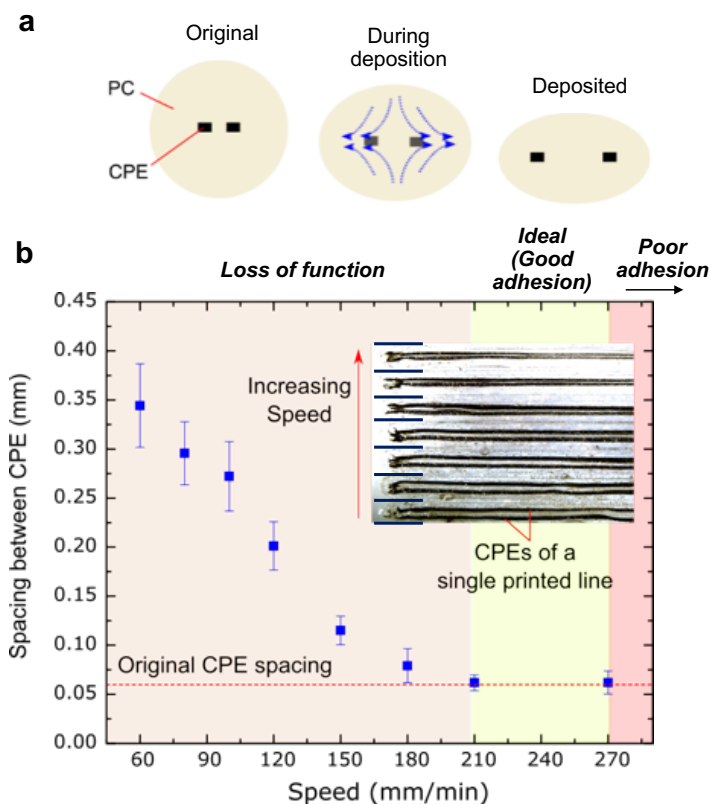 a
Original
During
deposition
Deposited
PC
CPE
b
Loss of function
Ideal
(Good
adhesion)
Poor
adhesion
0.45
0.40
0.35
0.30
0.25
0.20
0.15
0.10
0.05
0.00
Spacing between CPE (mm)
Increasing
Speed
CPEs of a
single printed line
Original CPE spacing
60 90 120 150 180 210 240 270
Speed (mm/min)